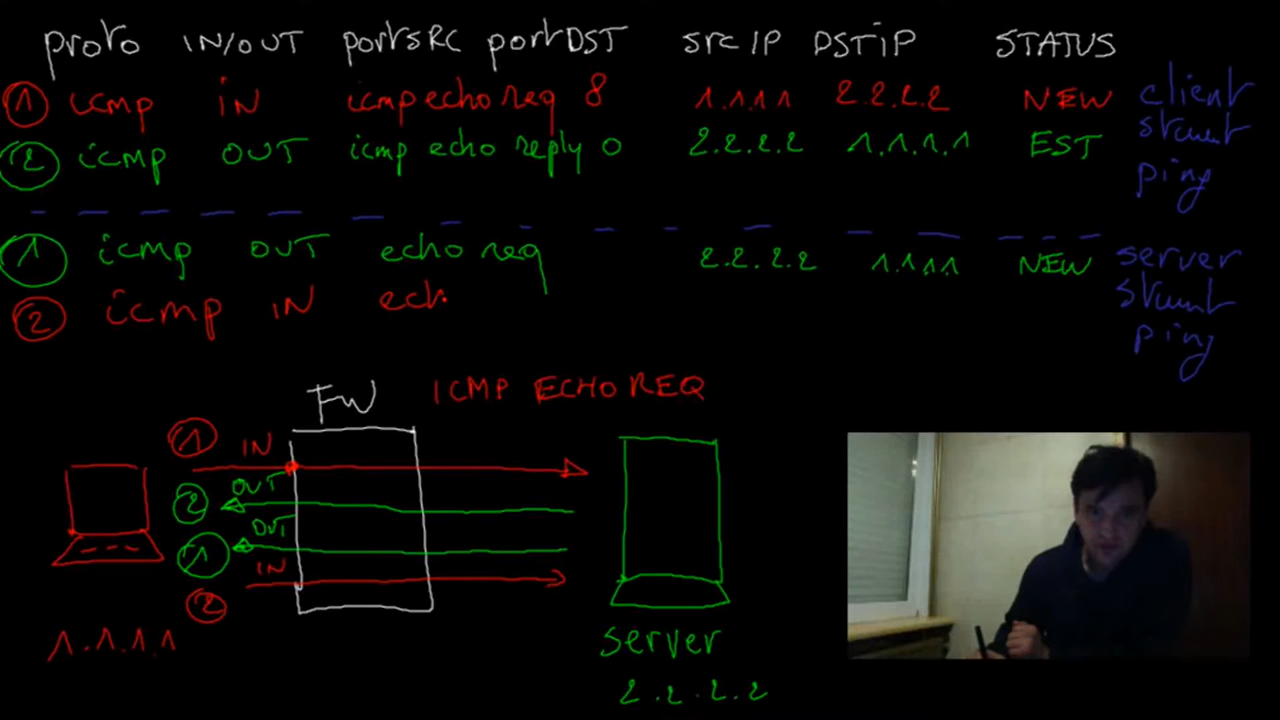 proto IN/OUT portSRC portDST srcIP DSTiP STATUS
1 icmp iN icmp echo req 8 1.1.1.1 2.2.2.2 NEW
2 icmp OUT icmp echo reply 0 2.2.2.2 1.1.1.1 EST
client
start
ping
1 icmp OUT echo req 2.2.2.2 1.1.1.1 NEW
2 icmp iN ech
server
start
ping
FW ICMP ECHO REQ
1 IN
2 OUT
1 OUT
2 IN
1.1.1.1
server
2.2.2.2